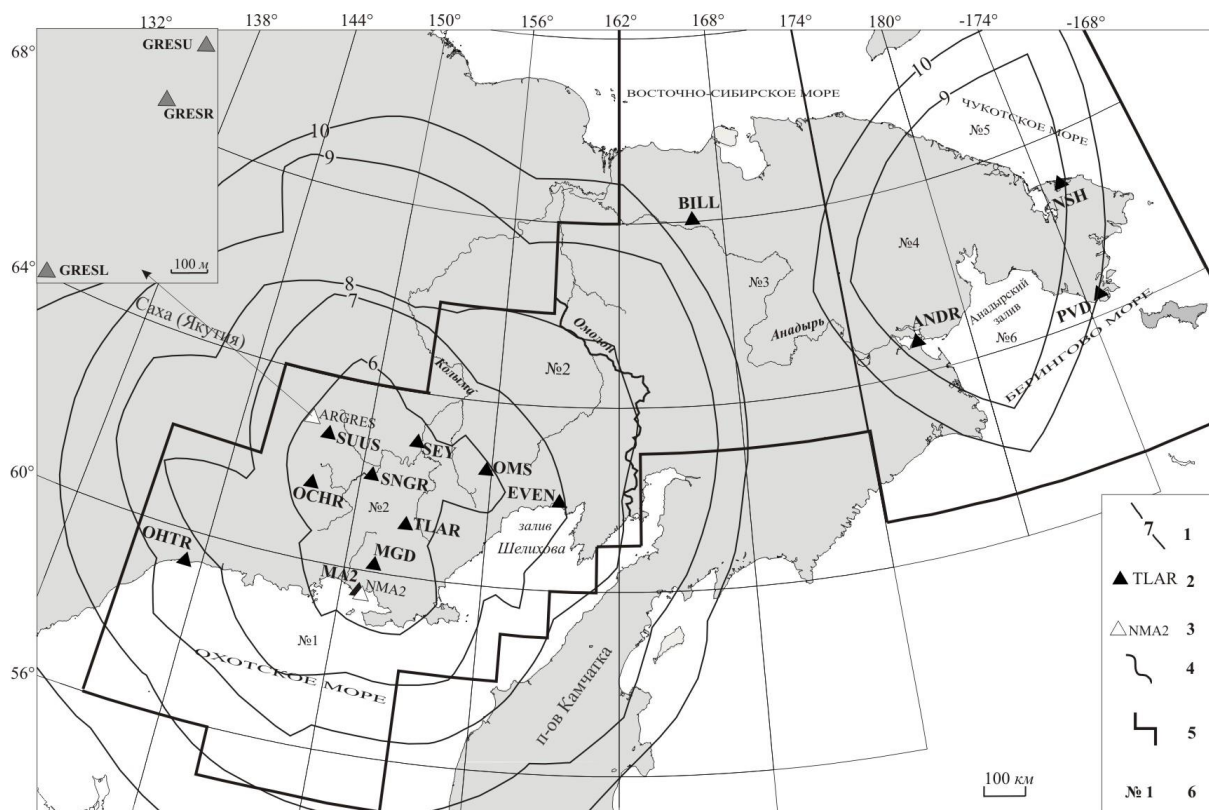 132° 138° 144° 150° 156° 162° 168° 174° 180° -174° -168°
68°
64°
60°
56°
GRESU
GRESR
GRESL
100 м
10
9
8
7
6
10
9
ВОСТОЧНО-СИБИРСКОЕ МОРЕ
ЧУКОТСКОЕ МОРЕ
№5
NSH
BILL
№4
№3
Анадырский
залив
№6
PVD
ANDR
Анадырь
БЕРИНГОВО МОРЕ
Саха (Якутия)
Омолон
Колыма
№2
ARGRES
SUUS
SEY
OMS
SNGR
OCHR
EVEN
№2
TLAR
залив
Шелихова
OHTR
MGD
MA2
NMA2
№1
ОХОТСКОЕ МОРЕ
п-ов Камчатка
100 км
7 1
TLAR 2
NMA2 3
4
5
№ 1 6